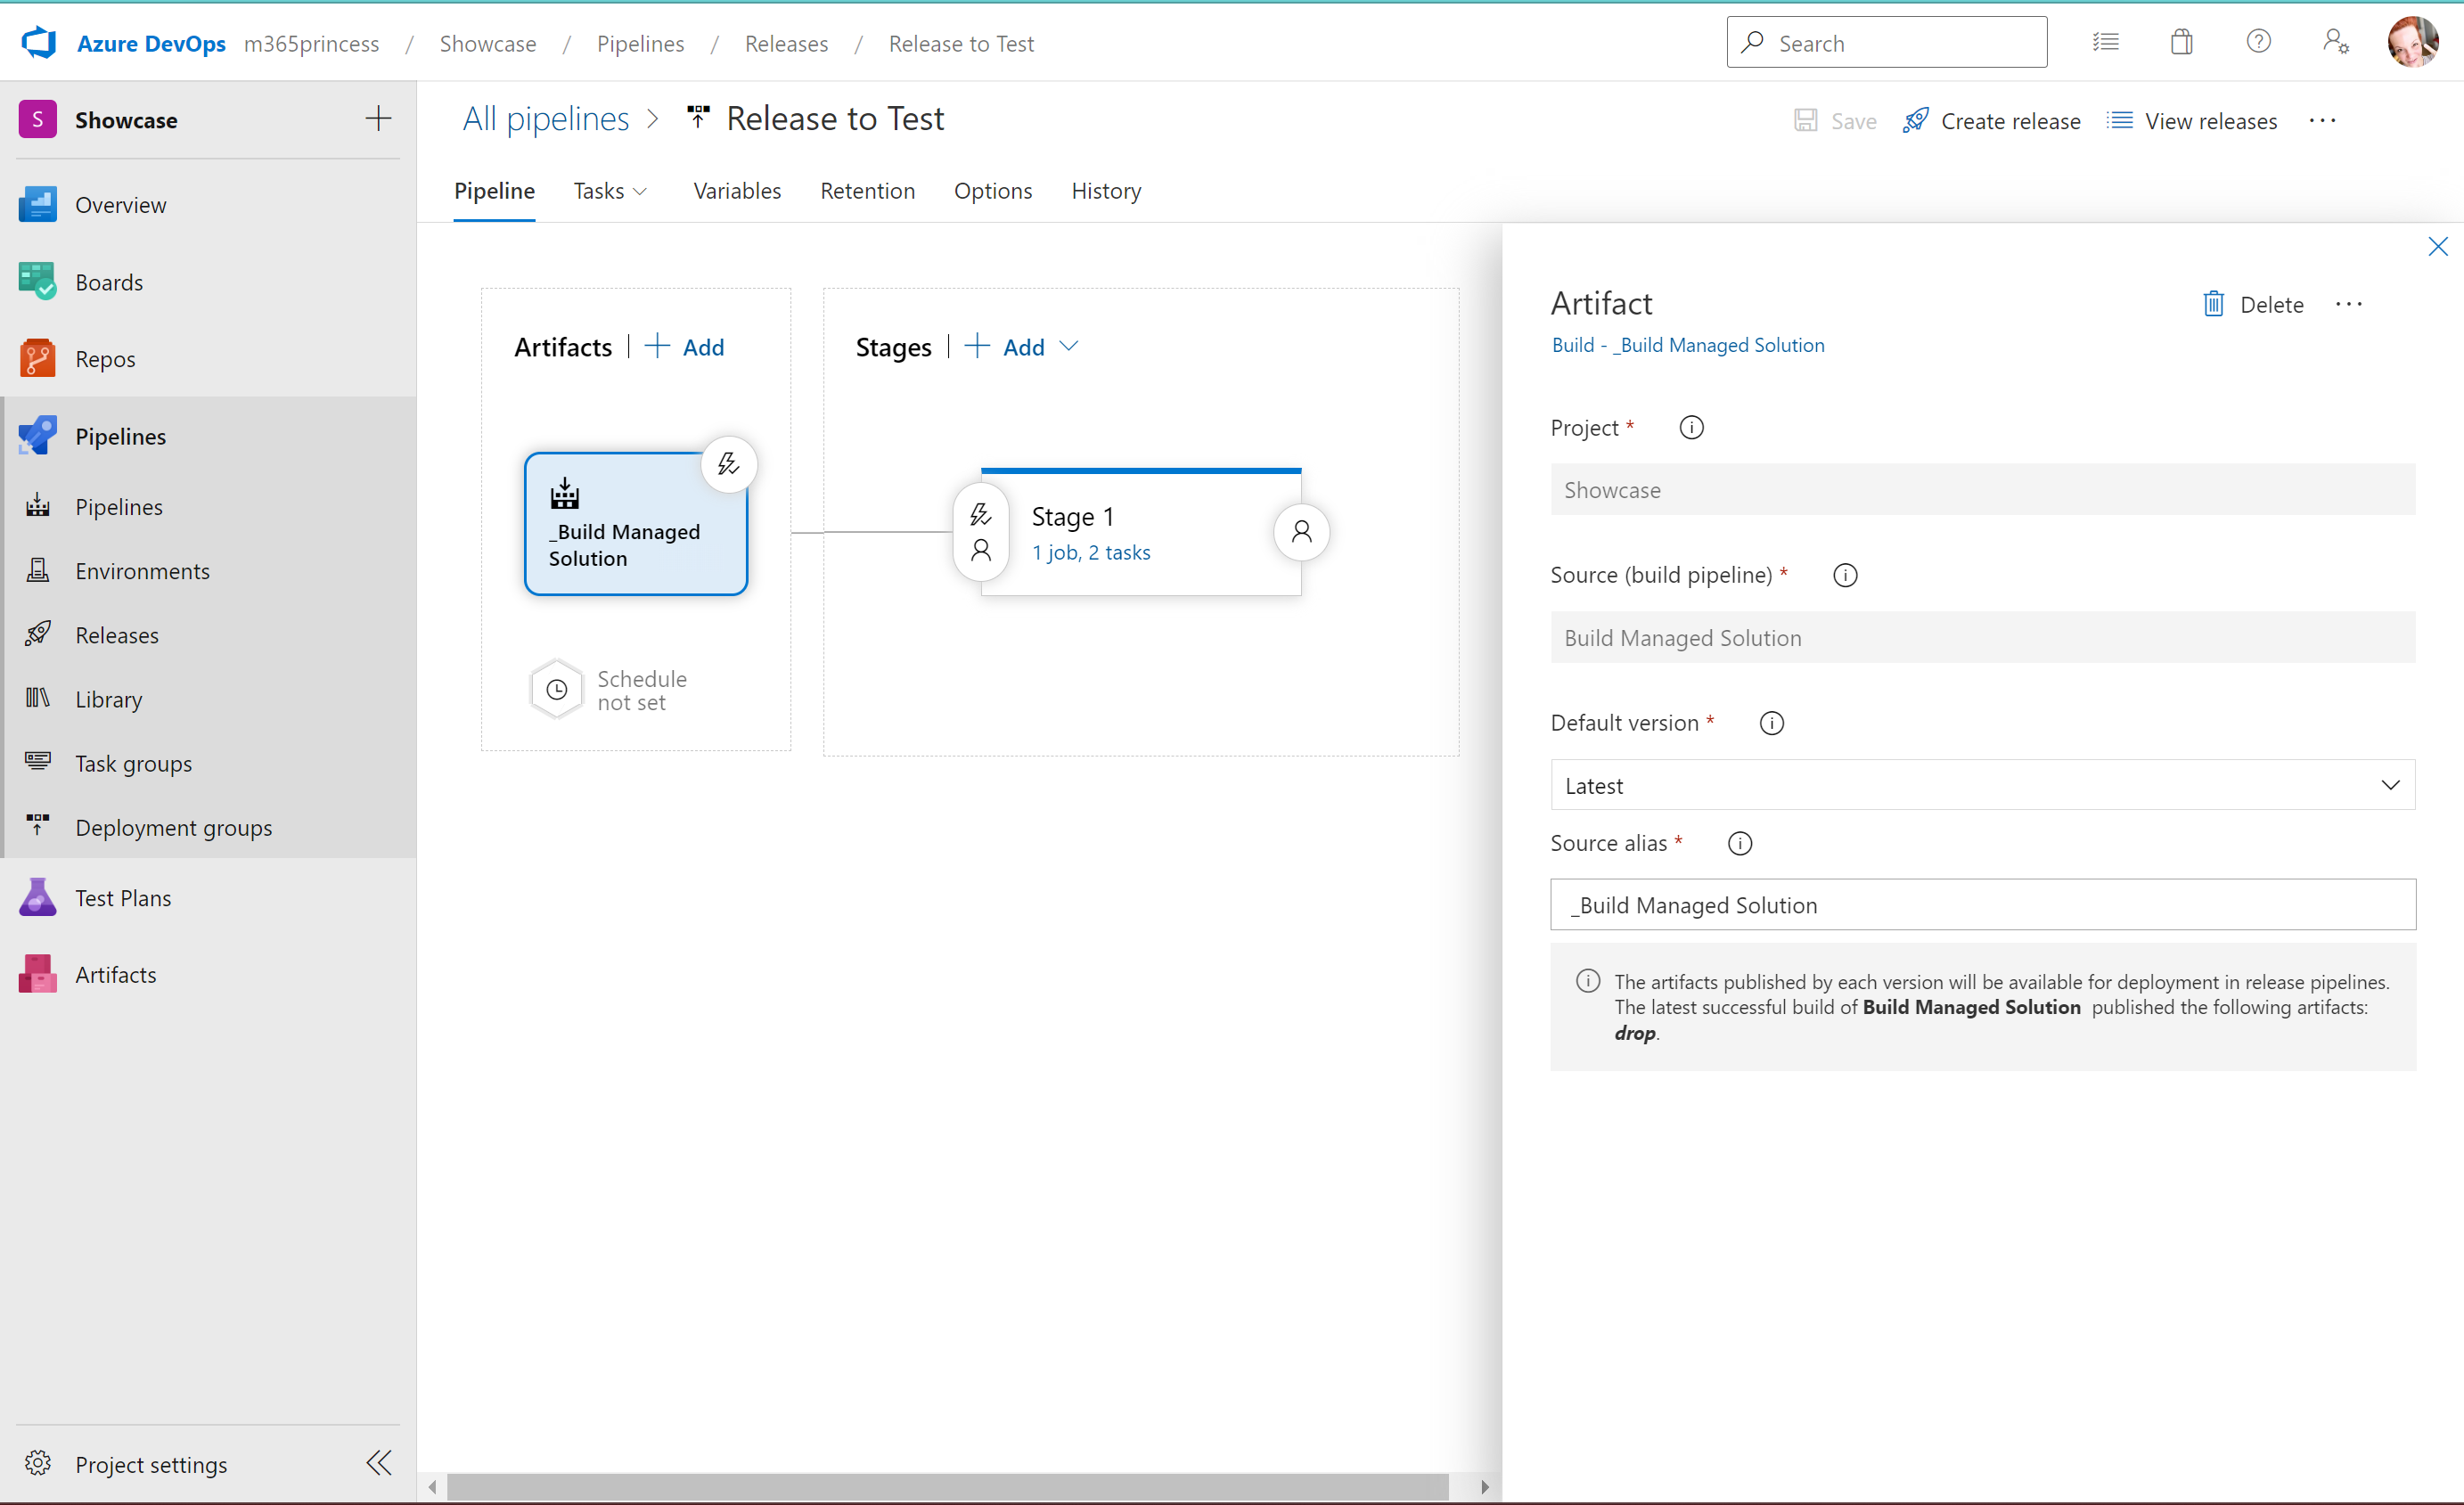 Azure DevOps m365princess / Showcase / Pipelines / Releases / Release to Test
Search
S Showcase
Overview
Boards
Repos
Pipelines
Pipelines
Environments
Releases
Library
Task groups
Deployment groups
Test Plans
Artifacts
Project settings
All pipelines > Release to Test
Save Create release View releases ...
Pipeline Tasks Variables Retention Options History
Artifacts | + Add
_Build Managed
Solution
Schedule
not set
Stages | + Add
Stage 1
1 job, 2 tasks
Artifact
Delete ...
Build - _Build Managed Solution
Project *
Showcase
Source (build pipeline) *
Build Managed Solution
Default version *
Latest
Source alias *
_Build Managed Solution
The artifacts published by each version will be available for deployment in release pipelines.
The latest successful build of Build Managed Solution published the following artifacts:
drop.